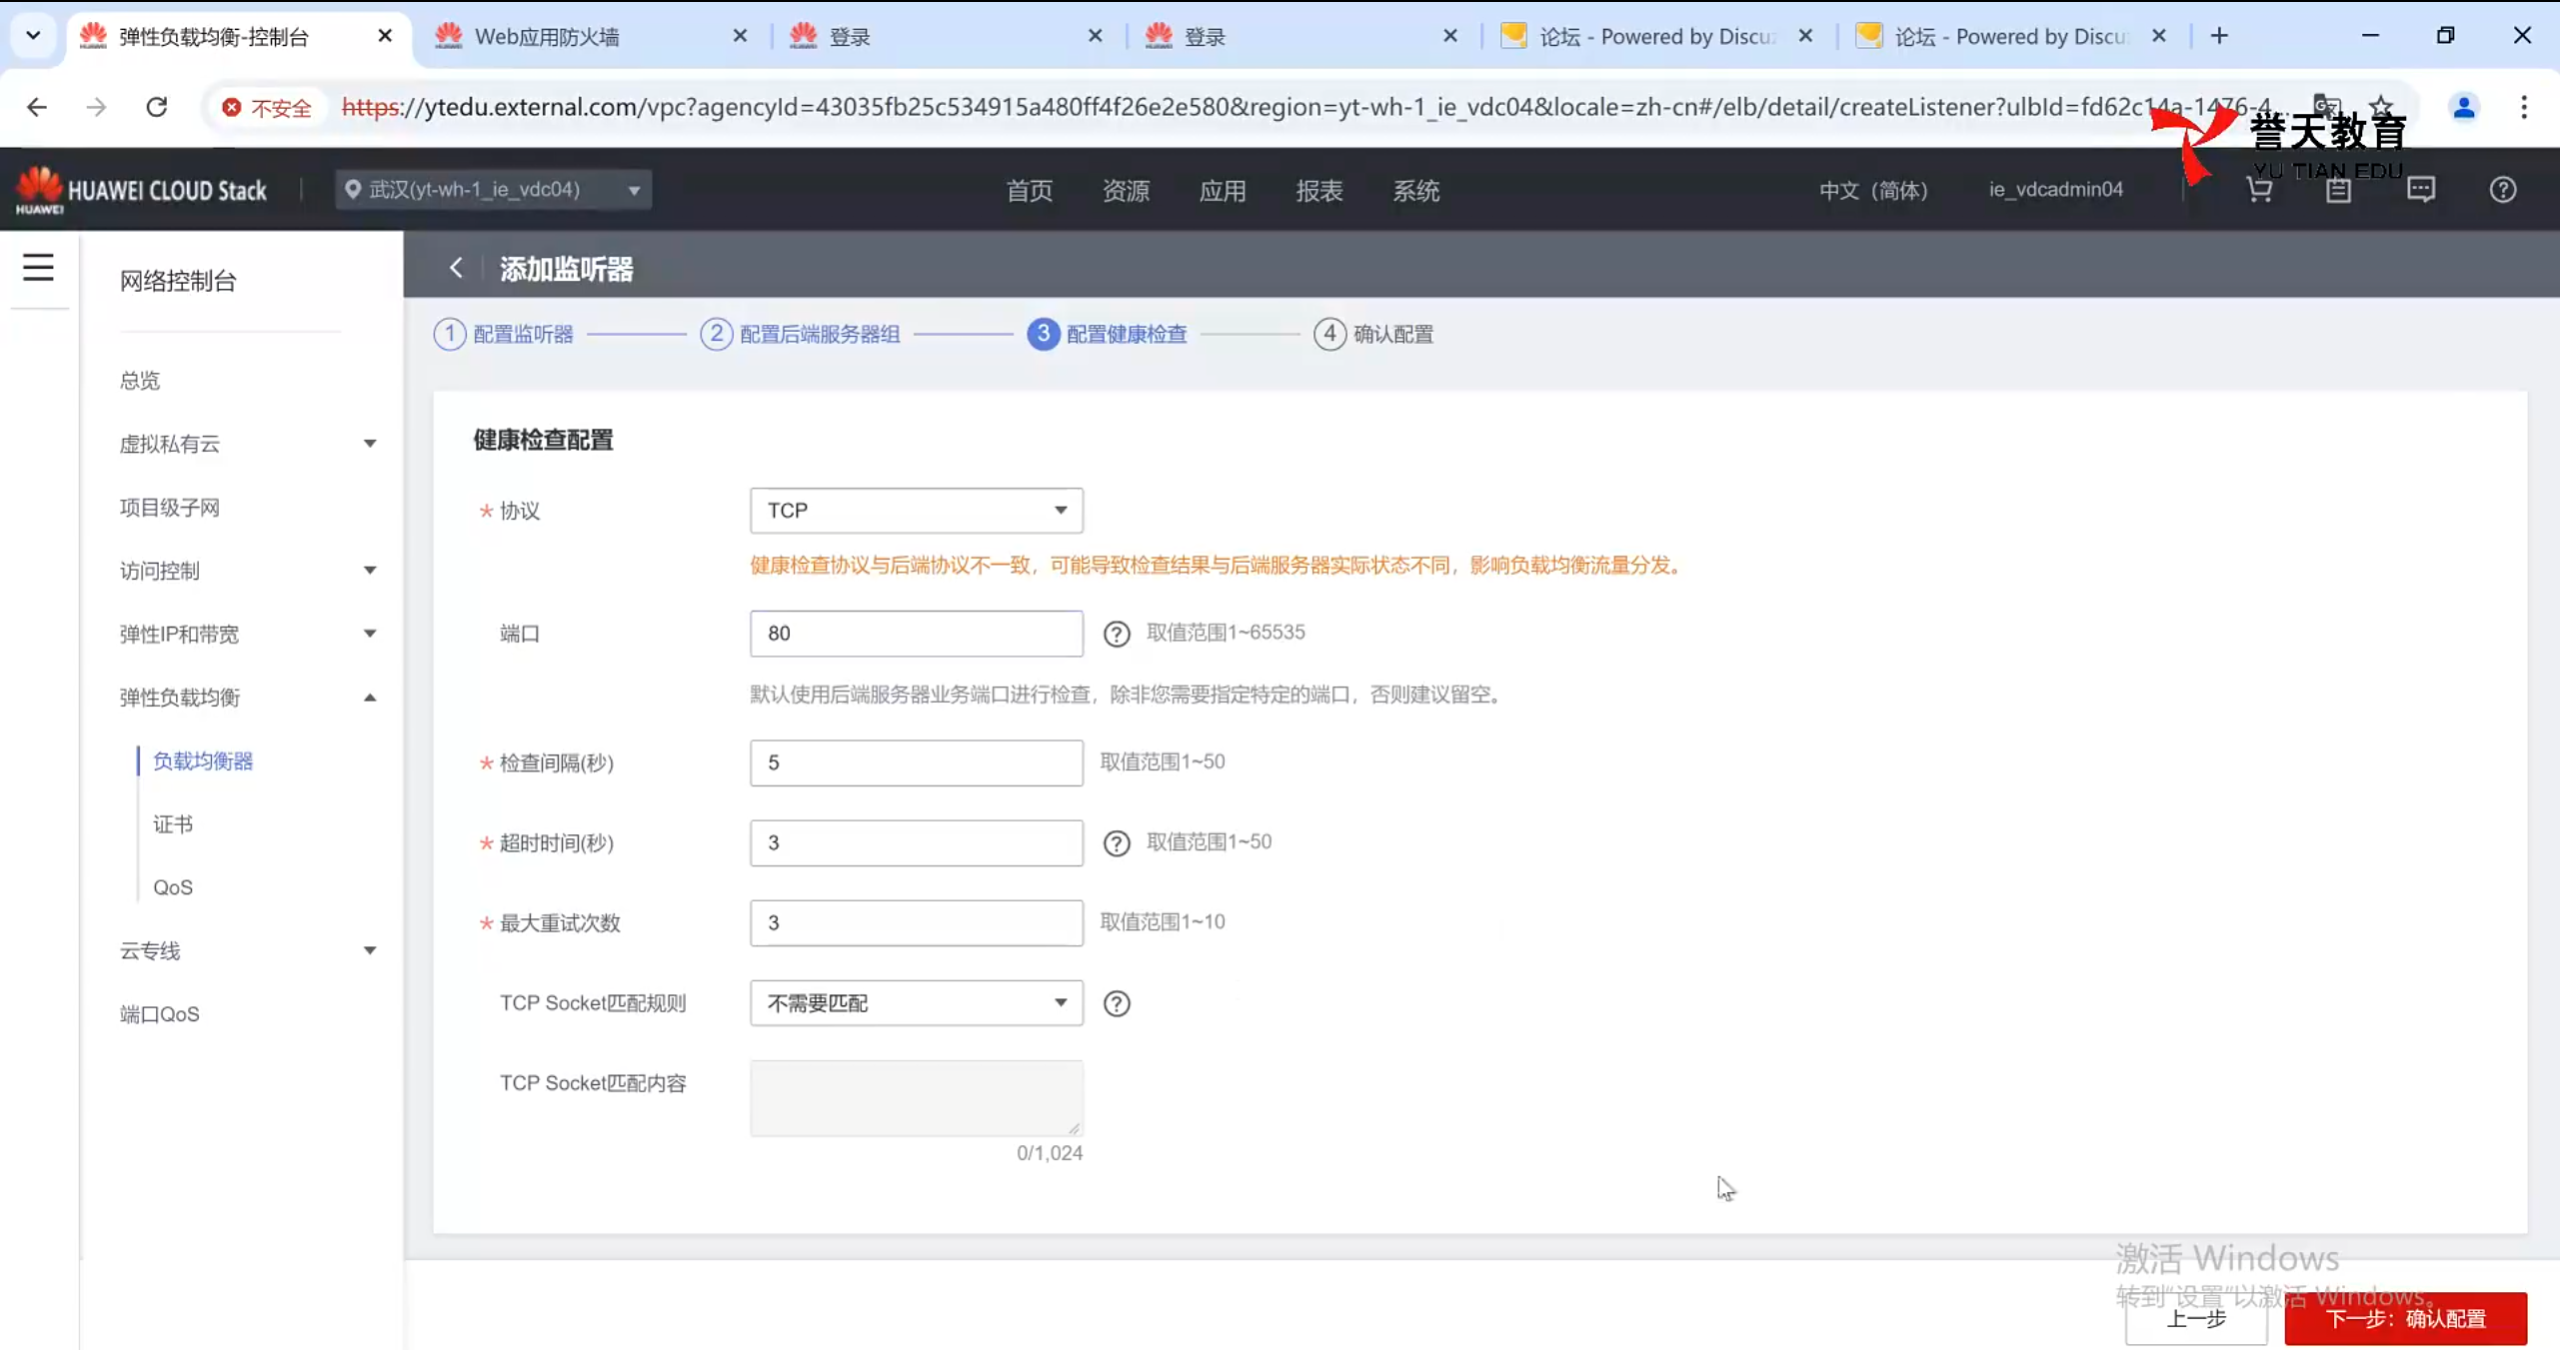 弹性负载均衡-控制台
Web应用防火墙
登录
登录
论坛 - Powered by Discu
论坛 - Powered by Discu
不安全
https://ytedu.external.com/vpc?agencyId=43035fb25c534915a480ff4f26e2e580&region=yt-wh-1_ie_vdc04&locale=zh-cn#/elb/detail/createListener?ulbId=fd62c14a-1476-4...
誉天教育
YU TIAN EDU
HUAWEI
HUAWEI CLOUD Stack
武汉(yt-wh-1_ie_vdc04)
首页
资源
应用
报表
系统
中文（简体）
ie_vdcadmin04
网络控制台
总览
虚拟私有云
项目级子网
访问控制
弹性IP和带宽
弹性负载均衡
负载均衡器
证书
QoS
云专线
端口QoS
添加监听器
1 配置监听器
2 配置后端服务器组
3 配置健康检查
4 确认配置
健康检查配置
* 协议
TCP
健康检查协议与后端协议不一致，可能导致检查结果与后端服务器实际状态不同，影响负载均衡流量分发。
端口
80
取值范围1~65535
默认使用后端服务器业务端口进行检查，除非您需要指定特定的端口，否则建议留空。
* 检查间隔(秒)
5
取值范围1~50
* 超时时间(秒)
3
取值范围1~50
* 最大重试次数
3
取值范围1~10
TCP Socket匹配规则
不需要匹配
TCP Socket匹配内容
0/1,024
激活 Windows
转到"设置"以激活 Windows。
上一步
下一步：确认配置